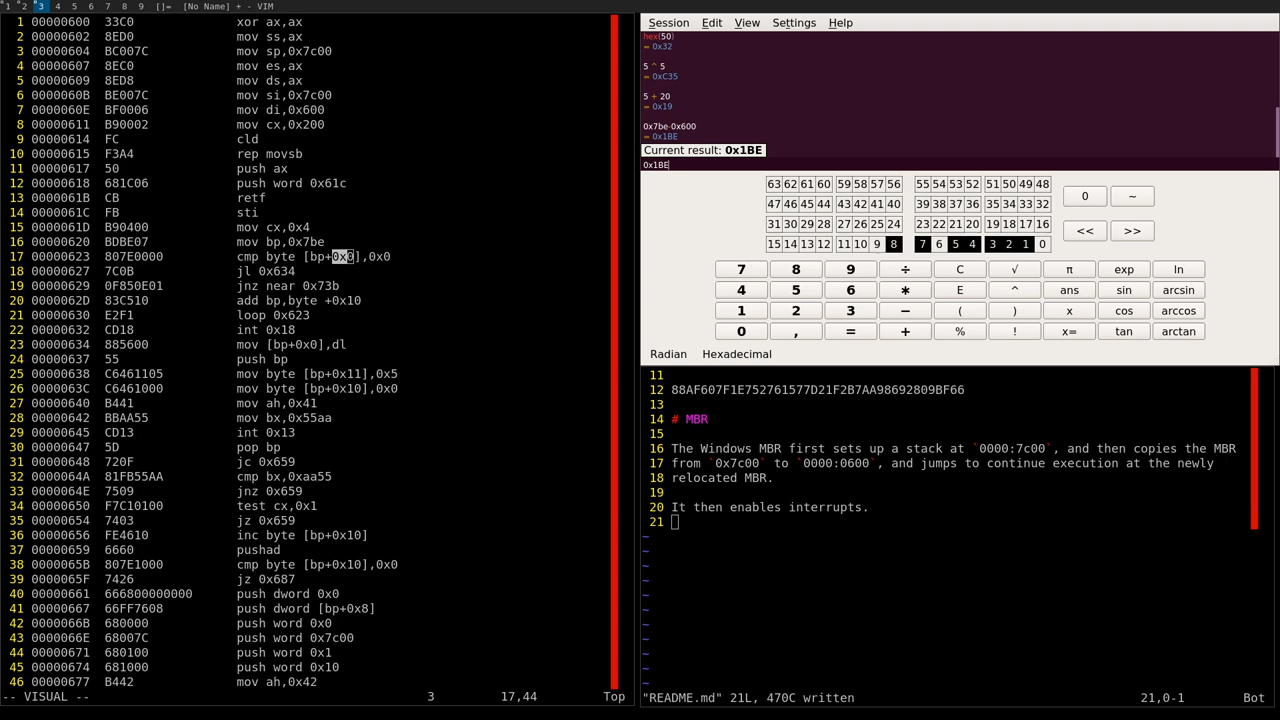 1 2 3 4 5 6 7 8 9 []= [No Name] + - VIM
1 00000600 33C0 xor ax,ax
2 00000602 8ED0 mov ss,ax
3 00000604 BC007C mov sp,0x7c00
4 00000607 8EC0 mov es,ax
5 00000609 8ED8 mov ds,ax
6 0000060B BE007C mov si,0x7c00
7 0000060E BF0006 mov di,0x600
8 00000611 B90002 mov cx,0x200
9 00000614 FC cld
10 00000615 F3A4 rep movsb
11 00000617 50 push ax
12 00000618 681C06 push word 0x61c
13 0000061B CB retf
14 0000061C FB sti
15 0000061D B90400 mov cx,0x4
16 00000620 BDBE07 mov bp,0x7be
17 00000623 807E0000 cmp byte [bp+0x0],0x0
18 00000627 7C0B jl 0x634
19 00000629 0F850E01 jnz near 0x73b
20 0000062D 83C510 add bp,byte +0x10
21 00000630 E2F1 loop 0x623
22 00000632 CD18 int 0x18
23 00000634 885600 mov [bp+0x0],dl
24 00000637 55 push bp
25 00000638 C6461105 mov byte [bp+0x11],0x5
26 0000063C C6461000 mov byte [bp+0x10],0x0
27 00000640 B441 mov ah,0x41
28 00000642 BBAA55 mov bx,0x55aa
29 00000645 CD13 int 0x13
30 00000647 5D pop bp
31 00000648 720F jc 0x659
32 0000064A 81FB55AA cmp bx,0xaa55
33 0000064E 7509 jnz 0x659
34 00000650 F7C10100 test cx,0x1
35 00000654 7403 jz 0x659
36 00000656 FE4610 inc byte [bp+0x10]
37 00000659 6660 pushad
38 0000065B 807E1000 cmp byte [bp+0x10],0x0
39 0000065F 7426 jz 0x687
40 00000661 666800000000 push dword 0x0
41 00000667 66FF7608 push dword [bp+0x8]
42 0000066B 680000 push word 0x0
43 0000066E 68007C push word 0x7c00
44 00000671 680100 push word 0x1
45 00000674 681000 push word 0x10
46 00000677 B442 mov ah,0x42
-- VISUAL -- 3 17,44 Top
Session Edit View Settings Help
hex(50)
= 0x32
5 ^ 5
= 0xC35
5 + 20
= 0x19
0x7be-0x600
= 0x1BE
Current result: 0x1BE
0x1BE
63 62 61 60 59 58 57 56 55 54 53 52 51 50 49 48
47 46 45 44 43 42 41 40 39 38 37 36 35 34 33 32
31 30 29 28 27 26 25 24 23 22 21 20 19 18 17 16
15 14 13 12 11 10 9 8 7 6 5 4 3 2 1 0
0 ~
<< >>
7 8 9 ÷ C √ π exp ln
4 5 6 ∗ E ^ ans sin arcsin
1 2 3 − ( ) x cos arccos
0 , = + % ! x= tan arctan
Radian Hexadecimal
11
12 88AF607F1E752761577D21F2B7AA98692809BF66
13
14 # MBR
15
16 The Windows MBR first sets up a stack at `0000:7c00`, and then copies the MBR
17 from `0x7c00` to `0000:0600`, and jumps to continue execution at the newly
18 relocated MBR.
19
20 It then enables interrupts.
21
~
~
~
~
~
~
~
~
~
~
~
"README.md" 21L, 470C written 21,0-1 Bot